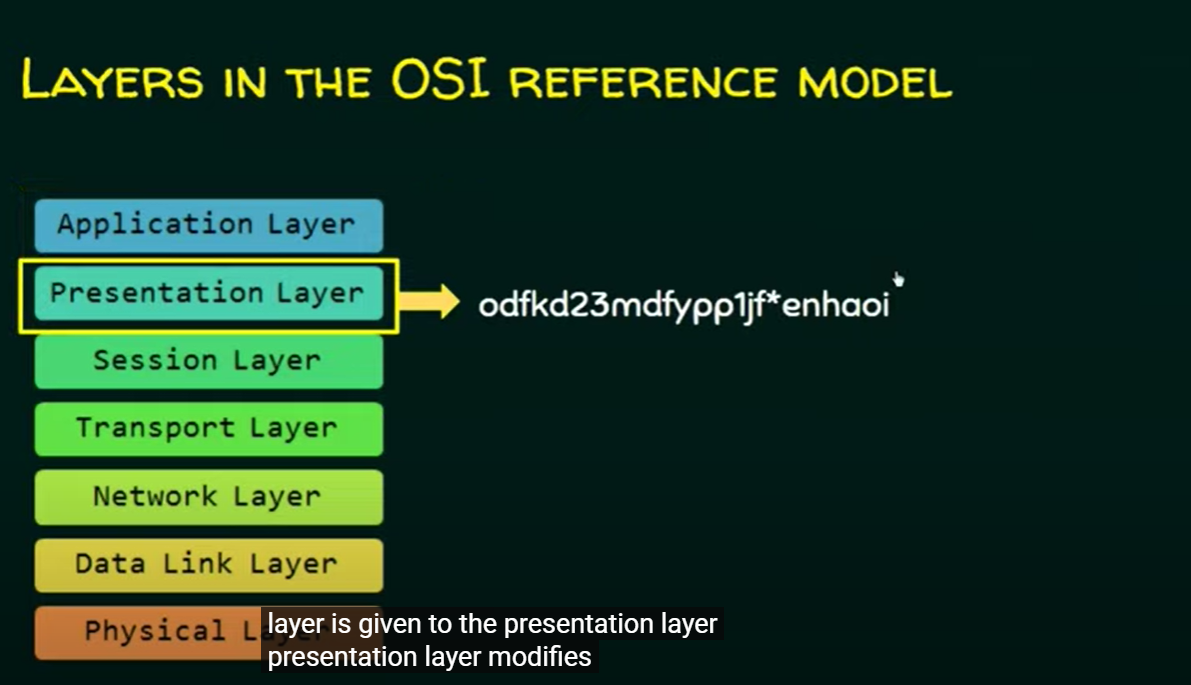 LAYERS IN THE OSI REFERENCE MODEL
Application Layer
Presentation Layer
odfkd23mdfypp1jf*enhaoi
Session Layer
Transport Layer
Network Layer
Data Link Layer
Physical Layer
layer is given to the presentation layer
presentation layer modifies